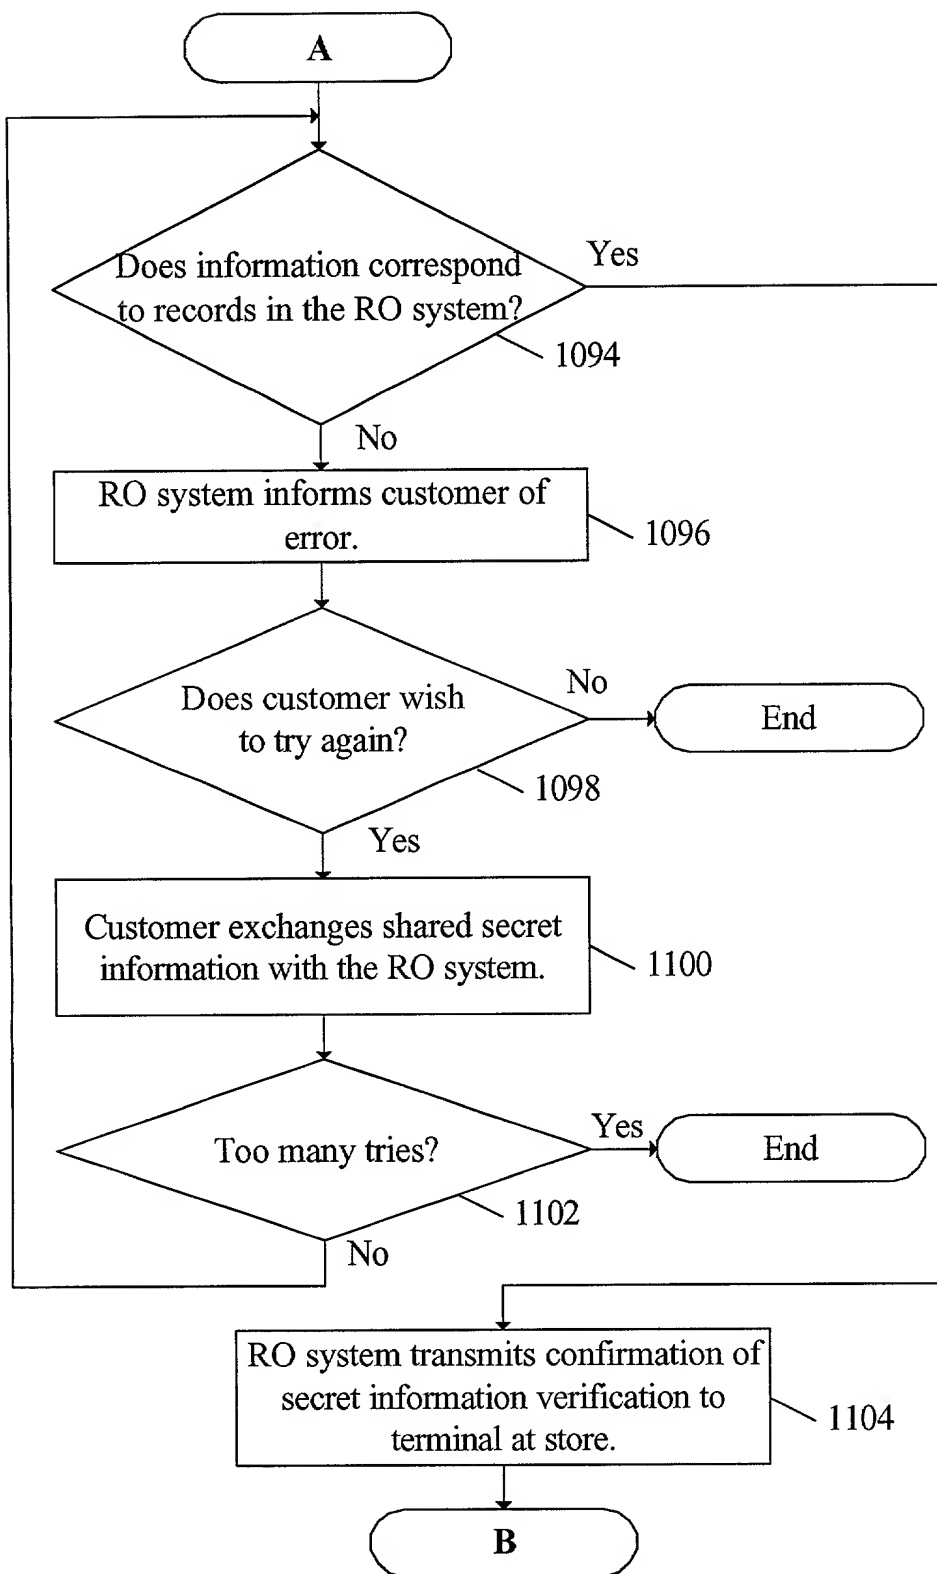 A
Does information correspond
to records in the RO system?
Yes
1094
No
RO system informs customer of
error.
1096
Does customer wish
to try again?
No
End
1098
Yes
Customer exchanges shared secret
information with the RO system.
1100
Too many tries?
Yes
End
1102
No
RO system transmits confirmation of
secret information verification to
terminal at store.
1104
B